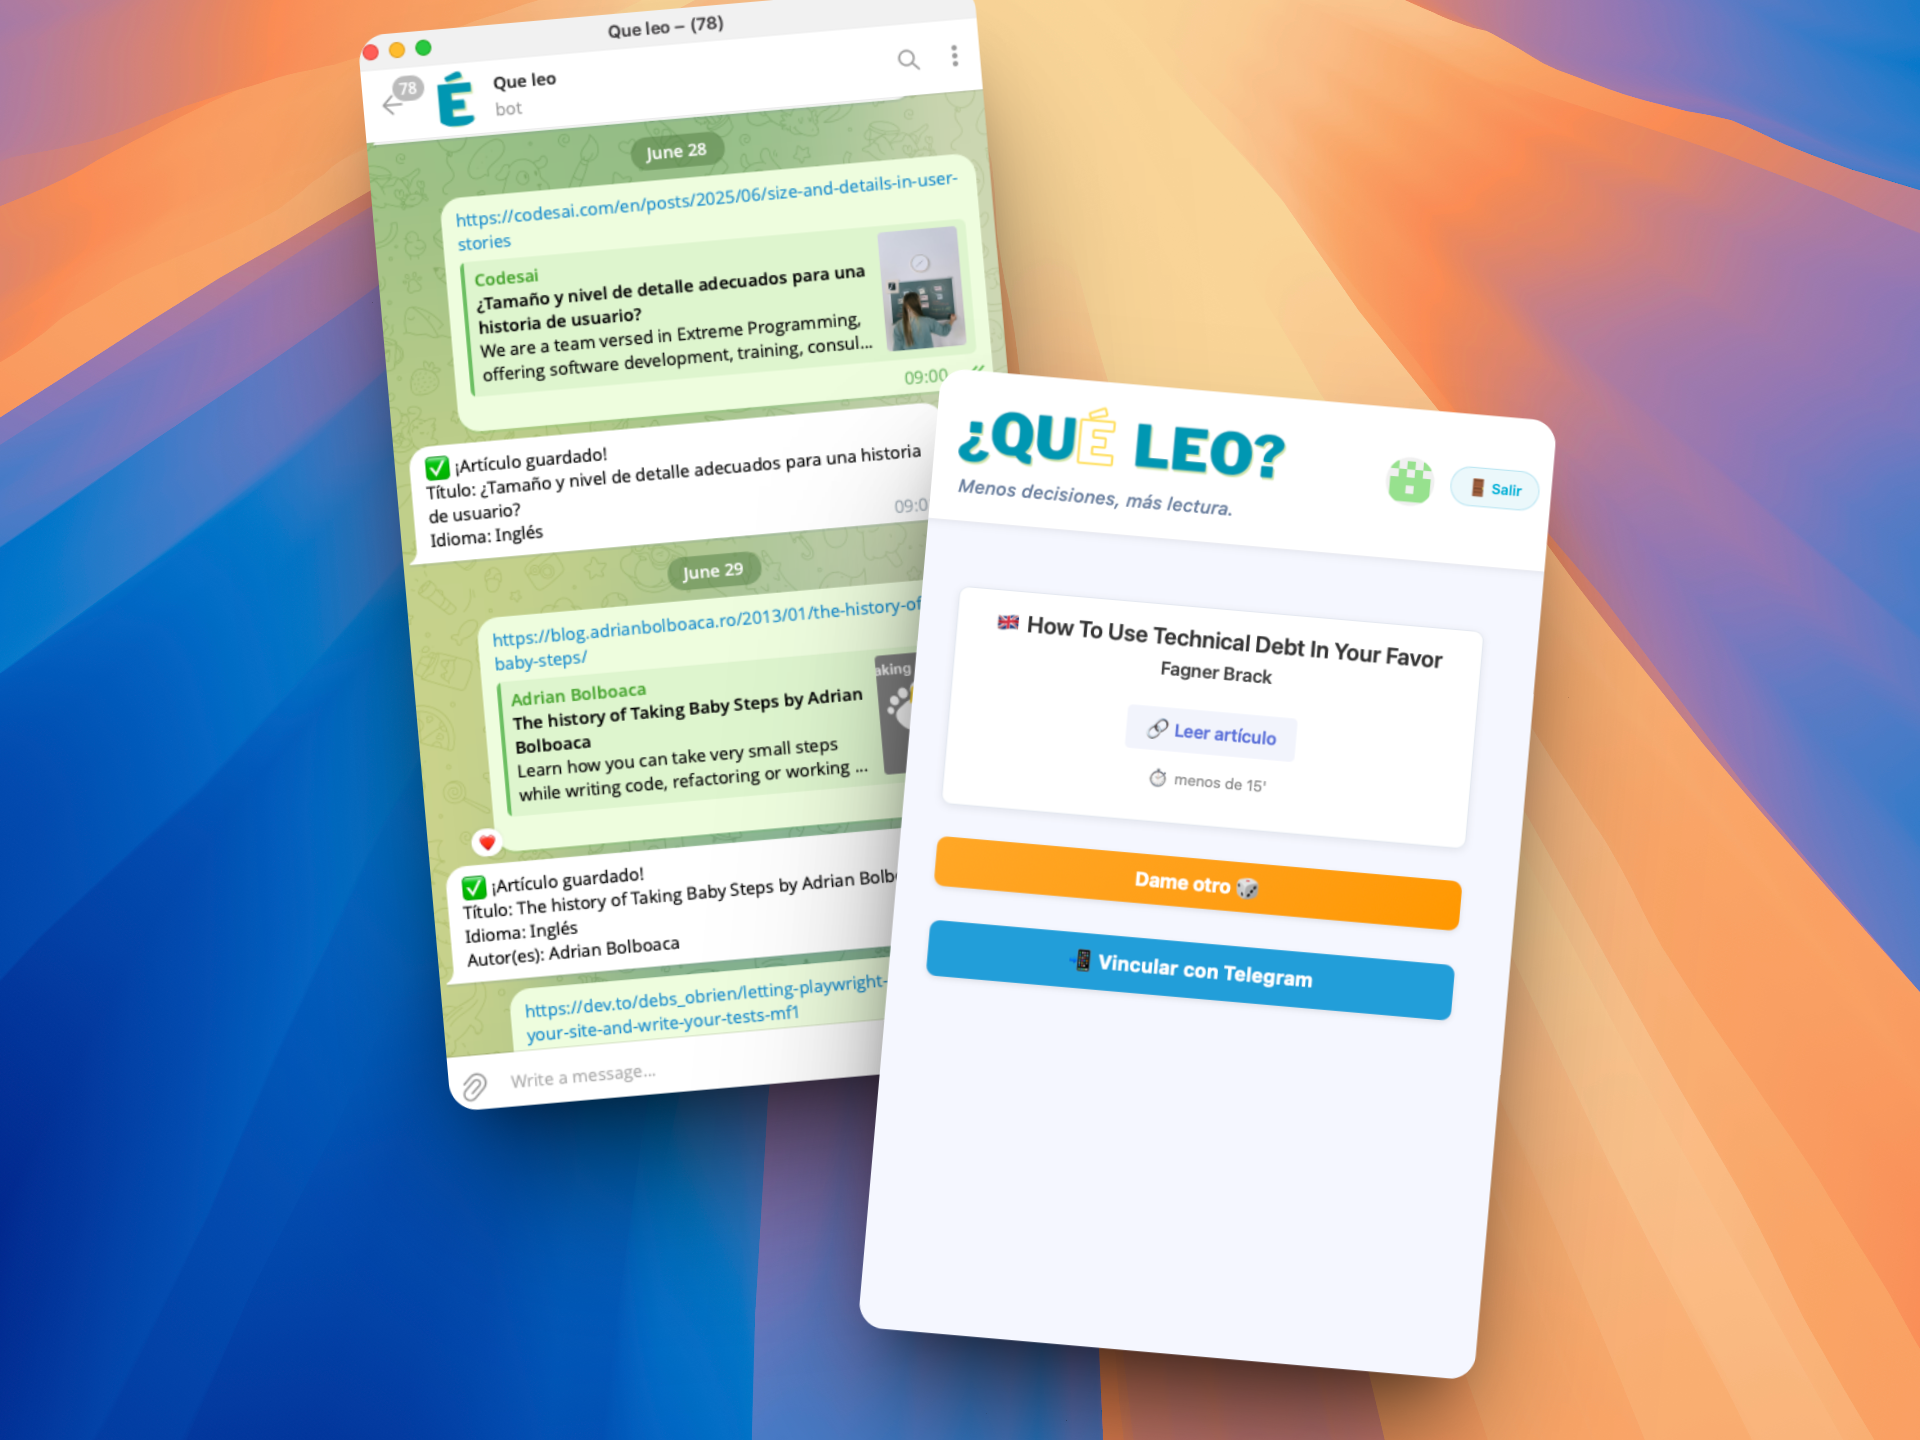 Que leo – (78)
78
Que leo
bot
June 28
https://codesai.com/en/posts/2025/06/size-and-details-in-user-
stories
Codesai
¿Tamaño y nivel de detalle adecuados para una
historia de usuario?
We are a team versed in Extreme Programming,
offering software development, training, consul...
09:00
✅ ¡Artículo guardado!
Título: ¿Tamaño y nivel de detalle adecuados para una historia
de usuario?
Idioma: Inglés
09:0
June 29
https://blog.adrianbolboaca.ro/2013/01/the-history-of
baby-steps/
Adrian Bolboaca
The history of Taking Baby Steps by Adrian
Bolboaca
Learn how you can take very small steps
while writing code, refactoring or working ...
aking
✅ ¡Artículo guardado!
Título: The history of Taking Baby Steps by Adrian Bolb
Idioma: Inglés
Autor(es): Adrian Bolboaca
https://dev.to/debs_obrien/letting-playwright-
your-site-and-write-your-tests-mf1
Write a message...
¿QUÉ LEO?
Menos decisiones, más lectura.
Salir
🇬🇧 How To Use Technical Debt In Your Favor
Fagner Brack
🔗 Leer artículo
⏱ menos de 15'
Dame otro 🎲
📲 Vincular con Telegram